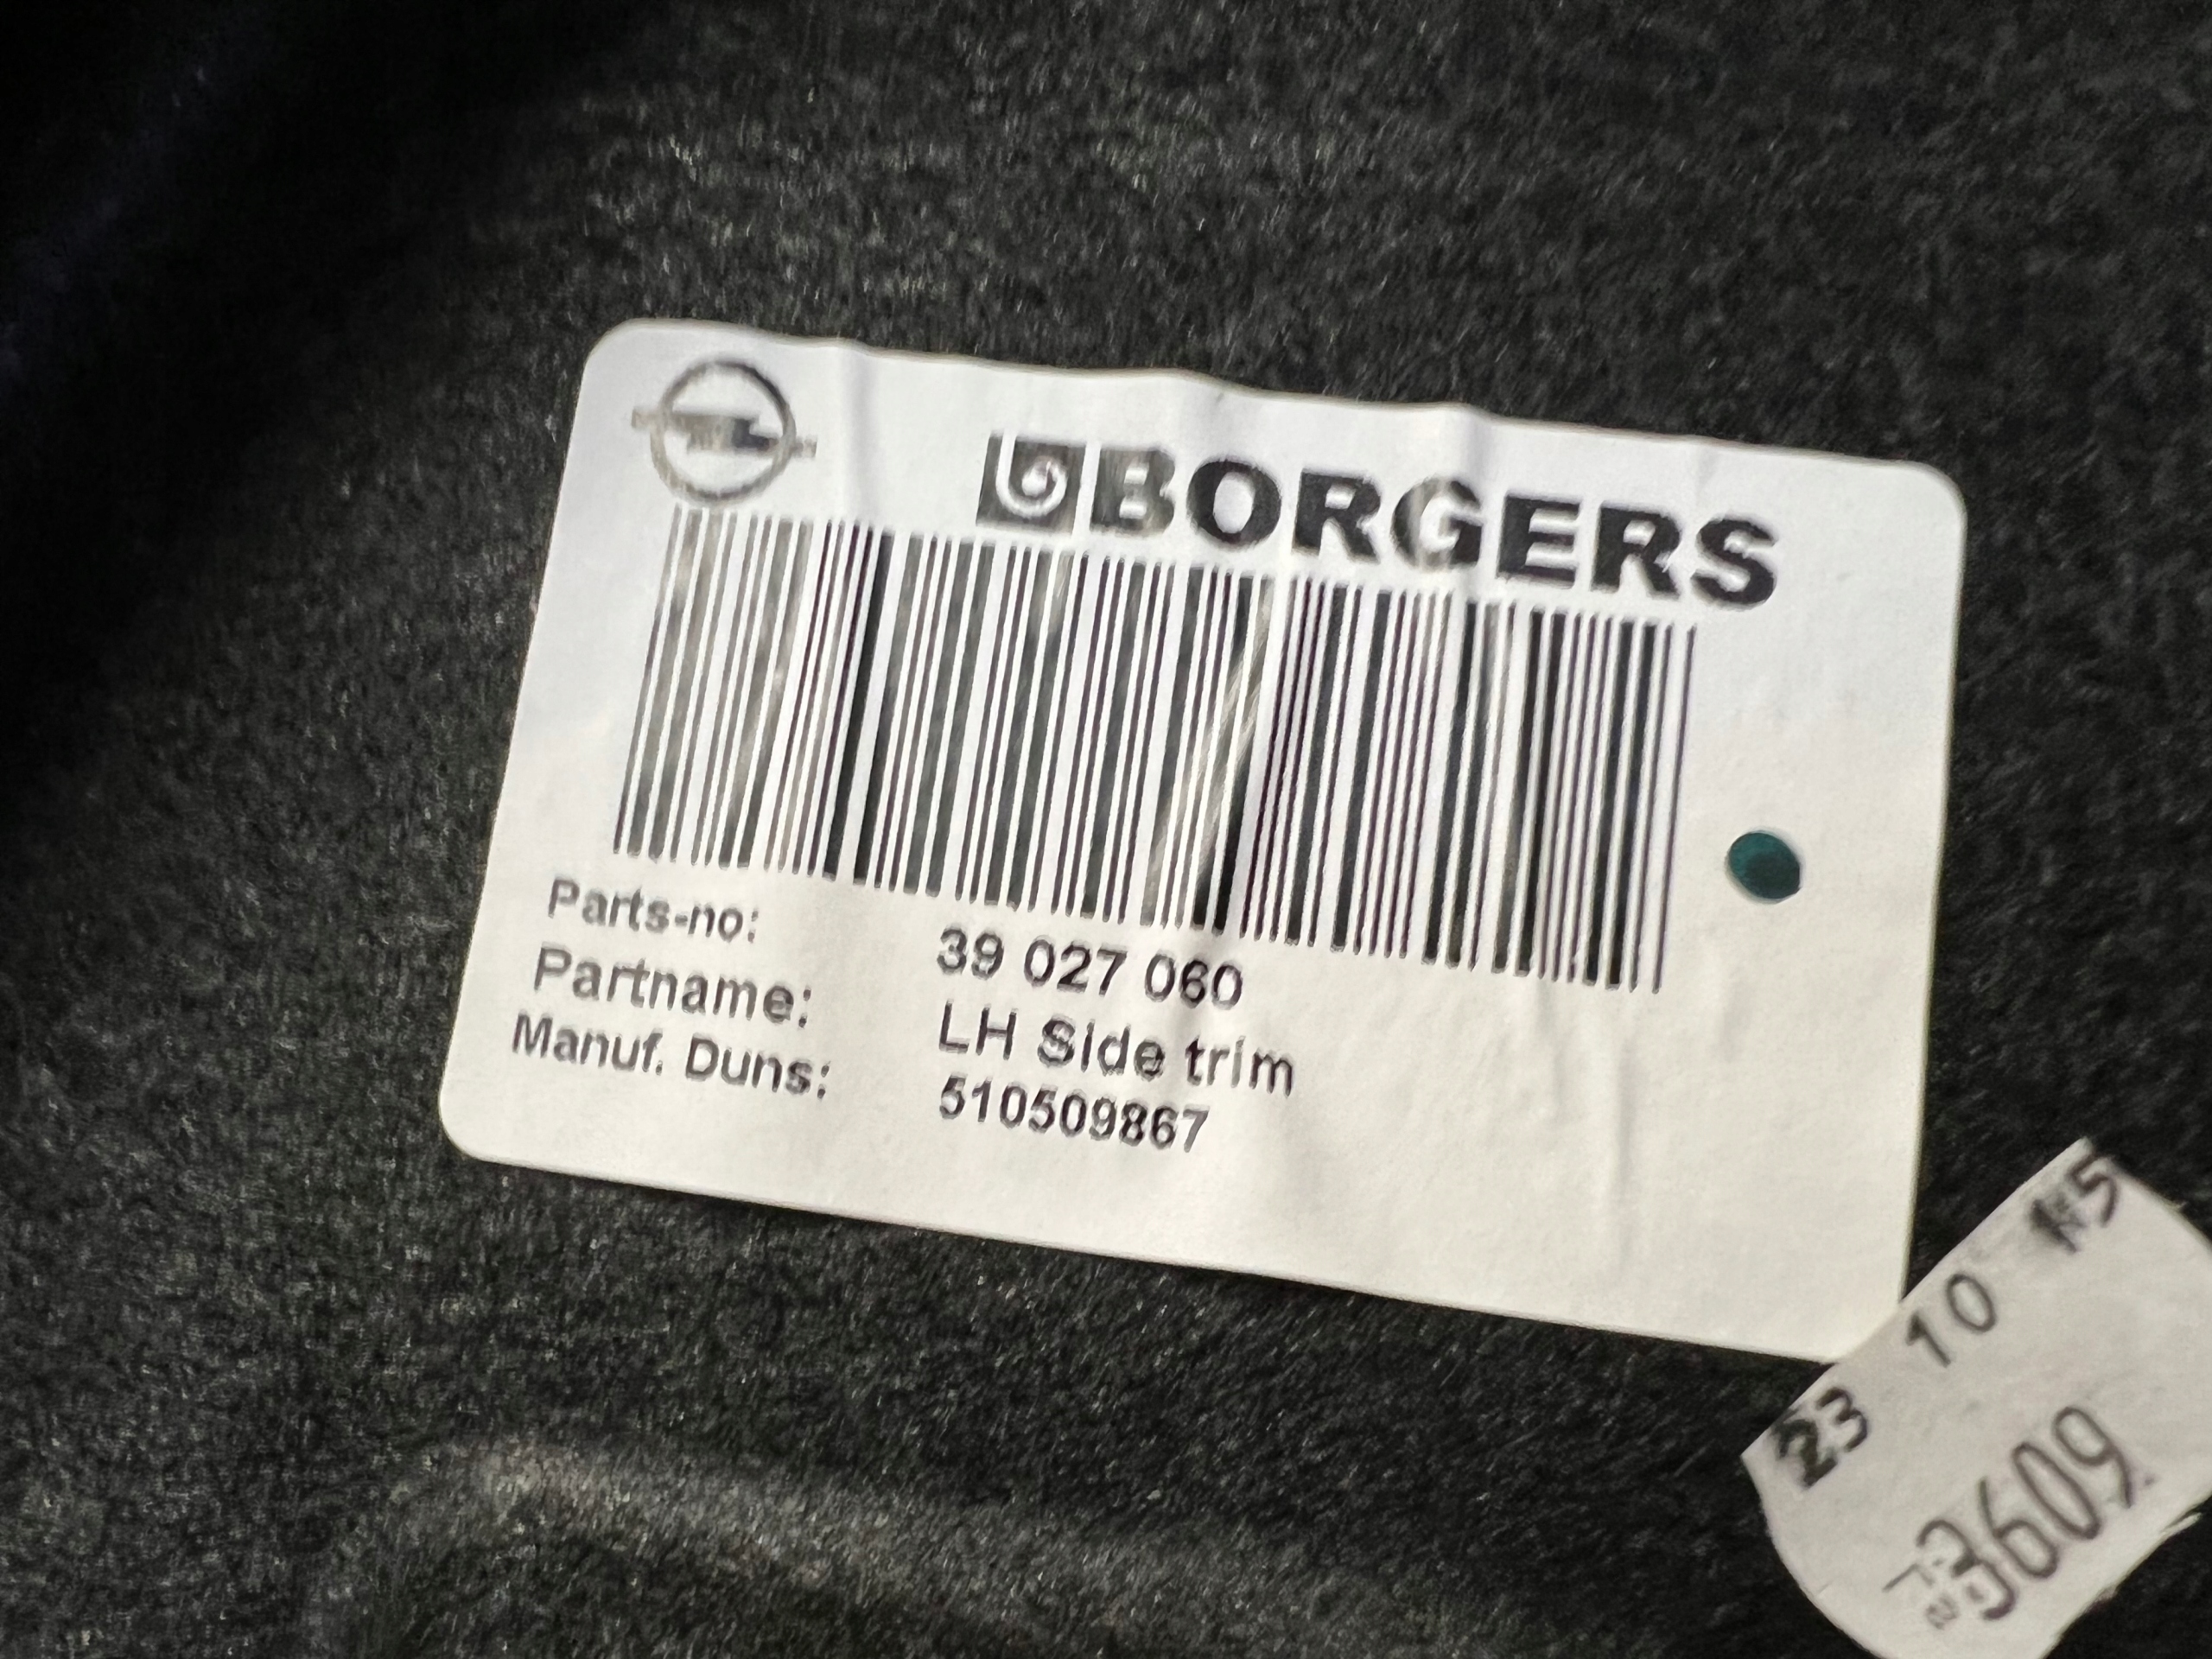 BORGERS
Parts-no: 39 027 060
Partname: LH Side trim
Manuf. Duns: 510509867
23 10
3609